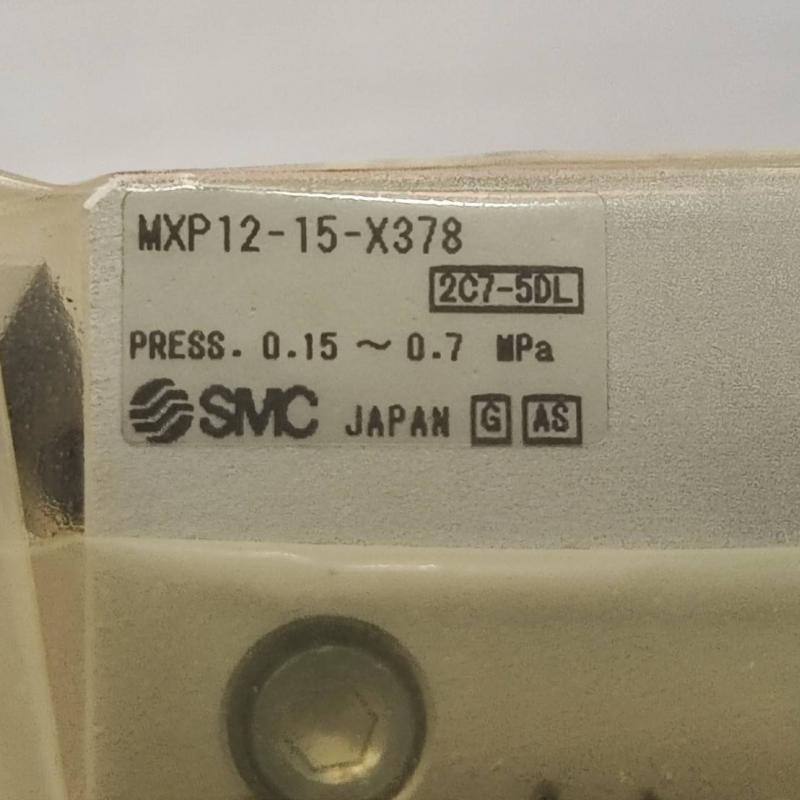 MXP12-15-X378
2C7-5DL
PRESS. 0.15 ~ 0.7 MPa
SMC JAPAN G AS